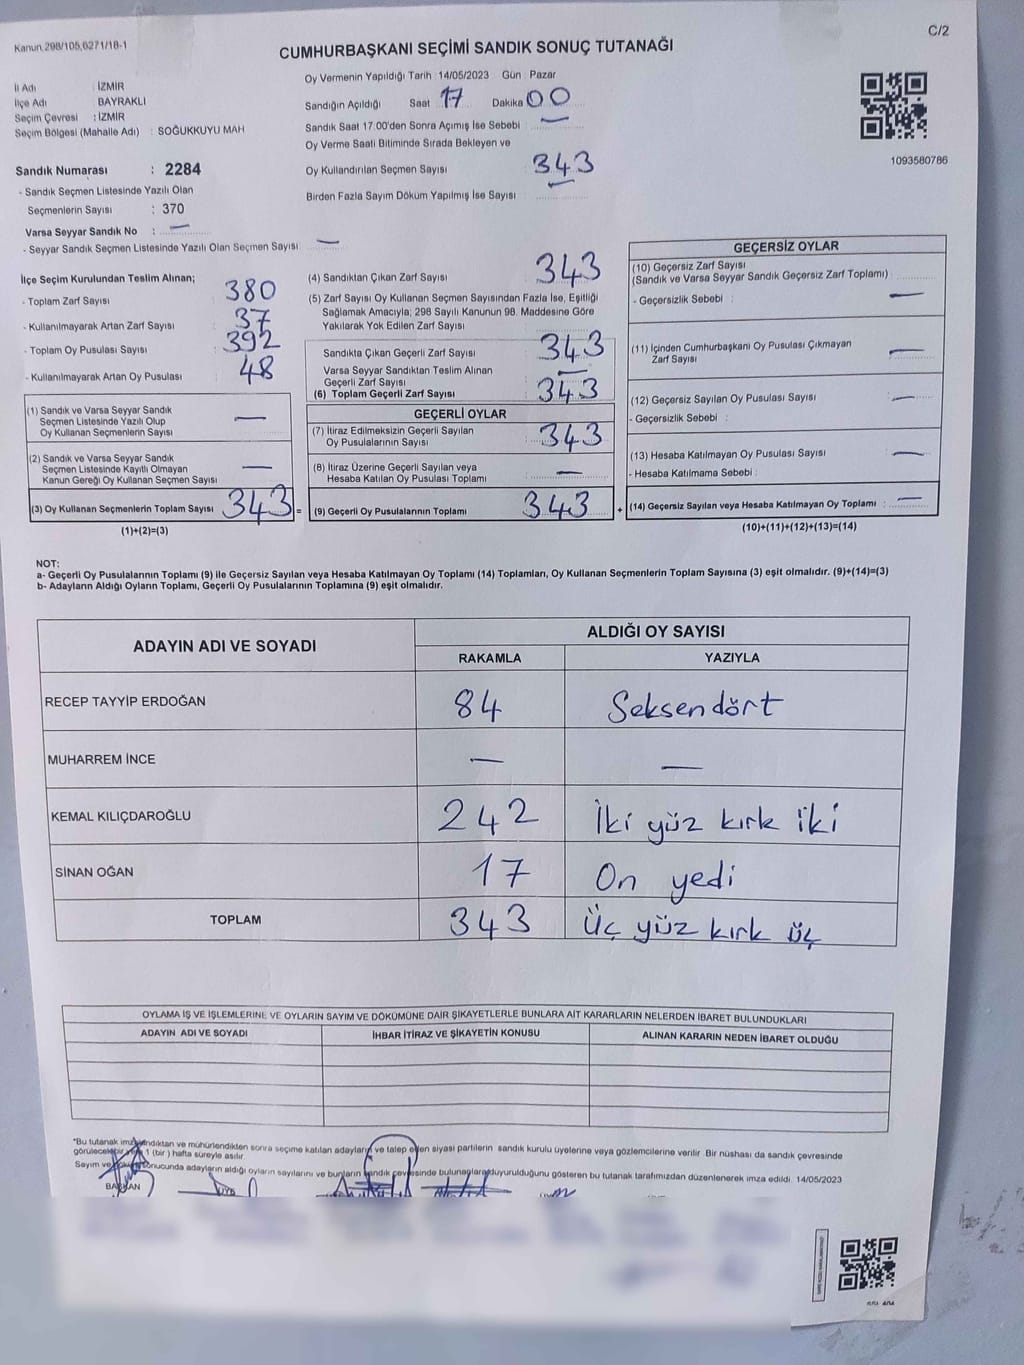 Kanun,298/105,6271/18-1
C/2
CUMHURBAŞKANI SEÇİMİ SANDIK SONUÇ TUTANAĞI
İl Adı : İZMİR
İlçe Adı : BAYRAKLI
Seçim Çevresi : İZMİR
Seçim Bölgesi (Mahalle Adı) : SOĞUKKUYU MAH
Sandık Numarası : 2284
- Sandık Seçmen Listesinde Yazılı Olan
Seçmenlerin Sayısı : 370
Varsa Seyyar Sandık No : —
- Seyyar Sandık Seçmen Listesinde Yazılı Olan Seçmen Sayısı : —
Oy Vermenin Yapıldığı Tarih : 14/05/2023 Gün : Pazar
Sandığın Açıldığı Saat 17 Dakika 00
Sandık Saat 17:00'den Sonra Açımış İse Sebebi : —
Oy Verme Saati Bitiminde Sırada Bekleyen ve
Oy Kullandırılan Seçmen Sayısı : 343
Birden Fazla Sayım Döküm Yapılmış İse Sayısı : —
1093580786
İlçe Seçim Kurulundan Teslim Alınan;
- Toplam Zarf Sayısı : 380
- Kullanılmayarak Artan Zarf Sayısı : 37
- Toplam Oy Pusulası Sayısı : 392
- Kullanılmayarak Artan Oy Pusulası : 48
(1) Sandık ve Varsa Seyyar Sandık
Seçmen Listesinde Yazılı Olup
Oy Kullanan Seçmenlerin Sayısı —
(2) Sandık ve Varsa Seyyar Sandık
Seçmen Listesinde Kayıtlı Olmayan
Kanun Gereği Oy Kullanan Seçmen Sayısı —
(3) Oy Kullanan Seçmenlerin Toplam Sayısı 343 =
(1)+(2)=(3)
(4) Sandıktan Çıkan Zarf Sayısı : 343
(5) Zarf Sayısı Oy Kullanan Seçmen Sayısından Fazla İse, Eşitliği
Sağlamak Amacıyla; 298 Sayılı Kanunun 98. Maddesine Göre
Yakılarak Yok Edilen Zarf Sayısı :
Sandıkta Çıkan Geçerli Zarf Sayısı : 343
Varsa Seyyar Sandıktan Teslim Alınan
Geçerli Zarf Sayısı : —
(6) Toplam Geçerli Zarf Sayısı : 343
GEÇERLİ OYLAR
(7) İtiraz Edilmeksizin Geçerli Sayılan
Oy Pusulalarının Sayısı : 343
(8) İtiraz Üzerine Geçerli Sayılan veya
Hesaba Katılan Oy Pusulası Toplamı : —
(9) Geçerli Oy Pusulalarının Toplamı : 343 +
GEÇERSİZ OYLAR
(10) Geçersiz Zarf Sayısı
(Sandık ve Varsa Seyyar Sandık Geçersiz Zarf Toplamı) :
- Geçersizlik Sebebi : —
(11) İçinden Cumhurbaşkanı Oy Pusulası Çıkmayan
Zarf Sayısı : —
(12) Geçersiz Sayılan Oy Pusulası Sayısı : —
- Geçersizlik Sebebi :
(13) Hesaba Katılmayan Oy Pusulası Sayısı : —
- Hesaba Katılmama Sebebi :
(14) Geçersiz Sayılan veya Hesaba Katılmayan Oy Toplamı : —
(10)+(11)+(12)+(13)=(14)
NOT:
a- Geçerli Oy Pusulalarının Toplamı (9) ile Geçersiz Sayılan veya Hesaba Katılmayan Oy Toplamı (14) Toplamları, Oy Kullanan Seçmenlerin Toplam Sayısına (3) eşit olmalıdır. (9)+(14)=(3)
b- Adayların Aldığı Oyların Toplamı, Geçerli Oy Pusulalarının Toplamına (9) eşit olmalıdır.
ADAYIN ADI VE SOYADI ALDIĞI OY SAYISI
RAKAMLA YAZIYLA
RECEP TAYYİP ERDOĞAN 84 Seksendört
MUHARREM İNCE — —
KEMAL KILIÇDAROĞLU 242 İki yüz kırk iki
SİNAN OĞAN 17 On yedi
TOPLAM 343 Üç yüz kırk üç
OYLAMA İŞ VE İŞLEMLERİNE VE OYLARIN SAYIM VE DÖKÜMÜNE DAİR ŞİKAYETLERLE BUNLARA AİT KARARLARIN NELERDEN İBARET BULUNDUKLARI
ADAYIN ADI VE SOYADI İHBAR İTİRAZ VE ŞİKAYETİN KONUSU ALINAN KARARIN NEDEN İBARET OLDUĞU
*Bu tutanak imzalandıktan ve mühürlendikten sonra seçime katılan adayların ve talep eden siyasi partilerin sandık kurulu üyelerine veya gözlemcilerine verilir. Bir nüshası da sandık çevresinde
görülecek bir yere 1 (bir) hafta süreyle asılır.
Sayım ve döküm sonucunda adayların aldığı oyların sayılarını ve bunların sandık çevresinde bulunanlara duyurulduğunu gösteren bu tutanak tarafımızdan düzenlenerek imza edildi. 14/05/2023
BAŞKAN